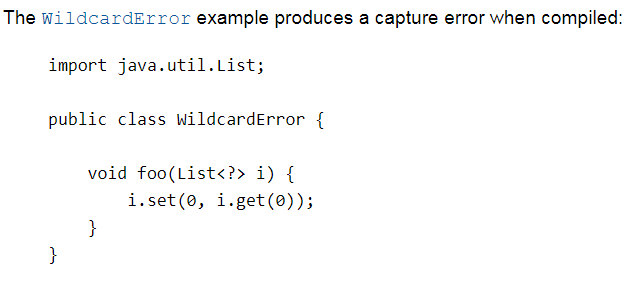 The WildcardError example produces a capture error when compiled:
import java.util.List;
public class WildcardError {
void foo(List<?> i) {
i.set(0, i.get(0));
}
}